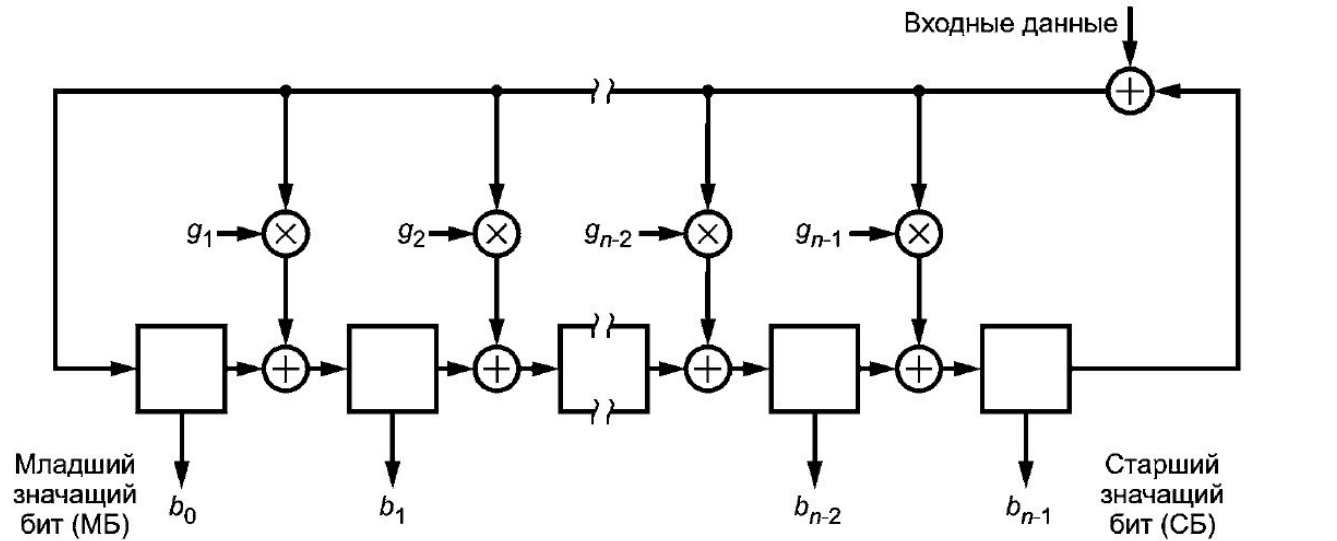 Входные данные
g1
g2
gn-2
gn-1
Младший
значащий
бит (МБ)
b0
b1
bn-2
bn-1
Старший
значащий
бит (СБ)